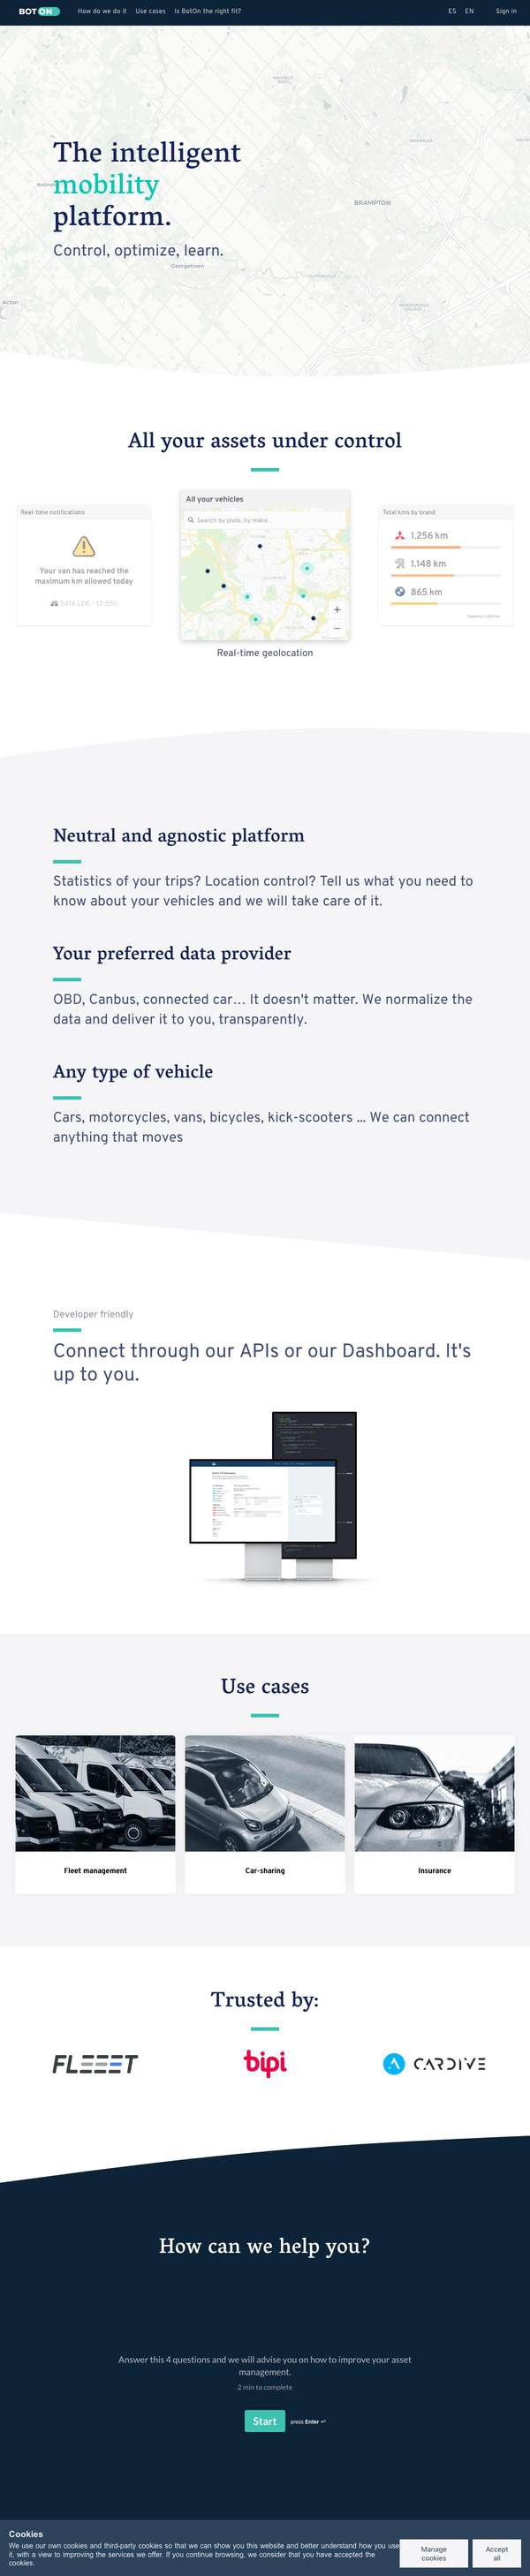 BOTON How do we do it Use cases Is BotOn the right fit? ES EN Sign in
The intelligent
mobility
platform.
Control, optimize, learn.
BRAMPTON
Georgetown
Acton
All your assets under control
Real-time notifications
Your van has reached the
maximum km allowed today
All your vehicles
Search by plate, by make...
+
−
Real-time geolocation
Total kms by brand
1.256 km
1.148 km
865 km
Neutral and agnostic platform
Statistics of your trips? Location control? Tell us what you need to
know about your vehicles and we will take care of it.
Your preferred data provider
OBD, Canbus, connected car… It doesn't matter. We normalize the
data and deliver it to you, transparently.
Any type of vehicle
Cars, motorcycles, vans, bicycles, kick-scooters ... We can connect
anything that moves
Developer friendly
Connect through our APIs or our Dashboard. It's
up to you.
Use cases
Fleet management
Car-sharing
Insurance
Trusted by:
FLEEET
bipi
CARDIVE
How can we help you?
Answer this 4 questions and we will advise you on how to improve your asset
management.
2 min to complete
Start press Enter ↵
Cookies
We use our own cookies and third-party cookies so that we can show you this website and better understand how you use
it, with a view to improving the services we offer. If you continue browsing, we consider that you have accepted the
cookies.
Manage
cookies
Accept
all